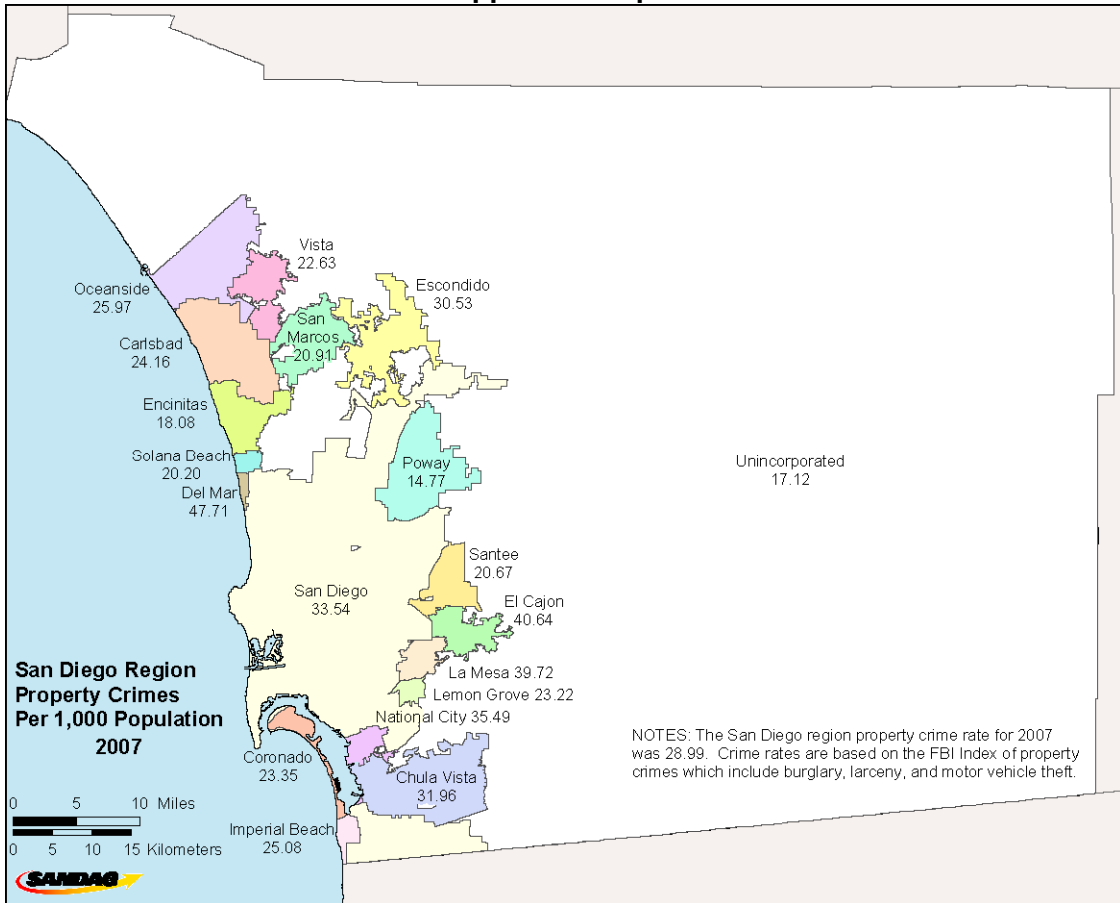 Vista
22.63
Escondido
30.53
Oceanside
25.97
San
Marcos
20.91
Carlsbad
24.16
Encinitas
18.08
Solana Beach
20.20
Del Mar
47.71
Poway
14.77
Unincorporated
17.12
Santee
20.67
San Diego
33.54
El Cajon
40.64
La Mesa 39.72
Lemon Grove 23.22
National City 35.49
San Diego Region
Property Crimes
Per 1,000 Population
2007
Coronado
23.35
Chula Vista
31.96
NOTES: The San Diego region property crime rate for 2007
was 28.99. Crime rates are based on the FBI Index of property
crimes which include burglary, larceny, and motor vehicle theft.
0 5 10 Miles
0 5 10 15 Kilometers
Imperial Beach
25.08
SANDAG